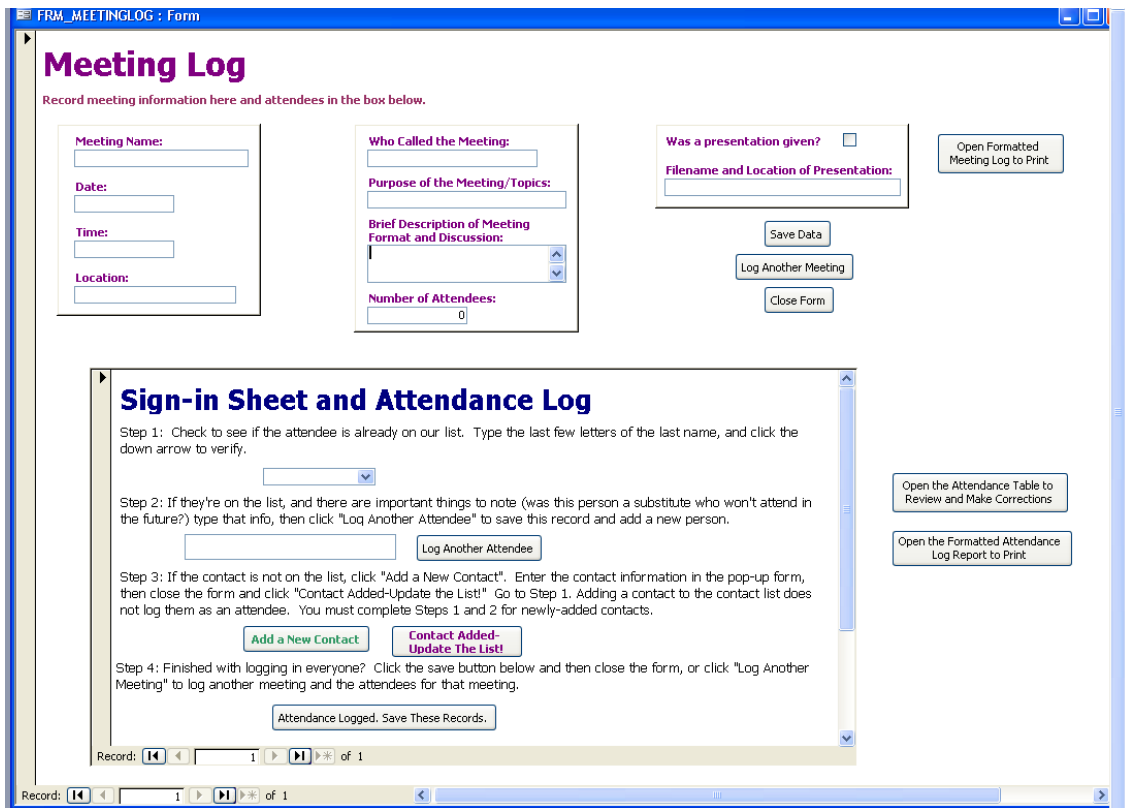 FRM_MEETINGLOG : Form
Meeting Log
Record meeting information here and attendees in the box below.
Meeting Name:
Date:
Time:
Location:
Who Called the Meeting:
Purpose of the Meeting/Topics:
Brief Description of Meeting
Format and Discussion:
Number of Attendees:
0
Was a presentation given?
Filename and Location of Presentation:
Open Formatted
Meeting Log to Print
Save Data
Log Another Meeting
Close Form
Sign-in Sheet and Attendance Log
Step 1:  Check to see if the attendee is already on our list.  Type the last few letters of the last name, and click the
down arrow to verify.
Step 2: If they're on the list, and there are important things to note (was this person a substitute who won't attend in
the future?) type that info, then click "Log Another Attendee" to save this record and add a new person.
Log Another Attendee
Step 3: If the contact is not on the list, click "Add a New Contact".  Enter the contact information in the pop-up form,
then close the form and click "Contact Added-Update the List!"  Go to Step 1. Adding a contact to the contact list does
not log them as an attendee.  You must complete Steps 1 and 2 for newly-added contacts.
Add a New Contact
Contact Added-
Update The List!
Step 4: Finished with logging in everyone?  Click the save button below and then close the form, or click "Log Another
Meeting" to log another meeting and the attendees for that meeting.
Attendance Logged. Save These Records.
Record: 1 of 1
Open the Attendance Table to
Review and Make Corrections
Open the Formatted Attendance
Log Report to Print
Record: 1 of 1